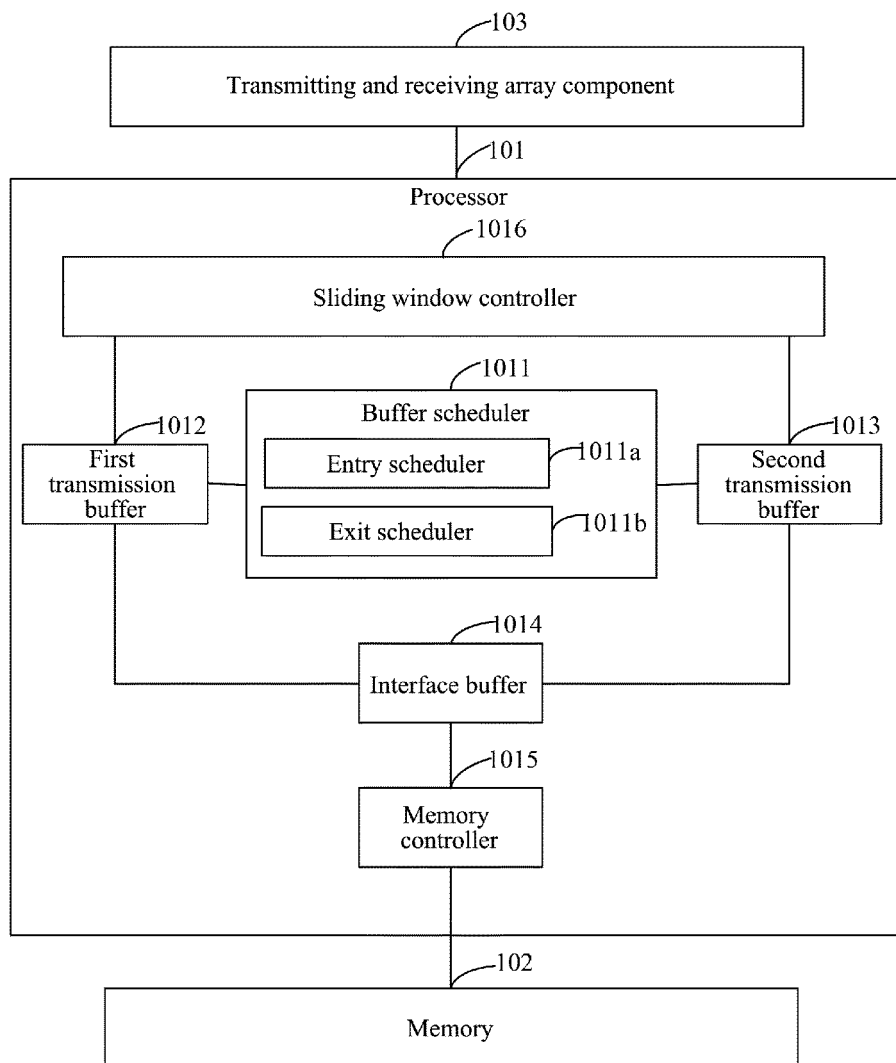 103
Transmitting and receiving array component
101
Processor
1016
Sliding window controller
1011
Buffer scheduler
1012
First
transmission
buffer
Entry scheduler
1011a
Exit scheduler
1011b
1013
Second
transmission
buffer
1014
Interface buffer
1015
Memory
controller
102
Memory